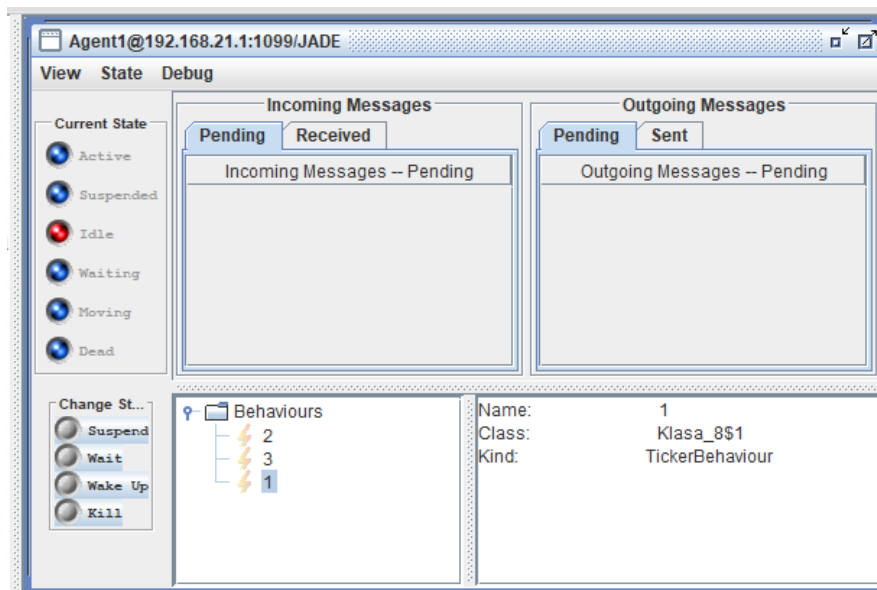 Agent1@192.168.21.1:1099/JADE
View State Debug
Current State
Active
Suspended
Idle
Waiting
Moving
Dead
Incoming Messages
Pending Received
Incoming Messages -- Pending
Outgoing Messages
Pending Sent
Outgoing Messages -- Pending
Change St...
Suspend
Wait
Wake Up
Kill
Behaviours
2
3
1
Name: 1
Class: Klasa_8$1
Kind: TickerBehaviour